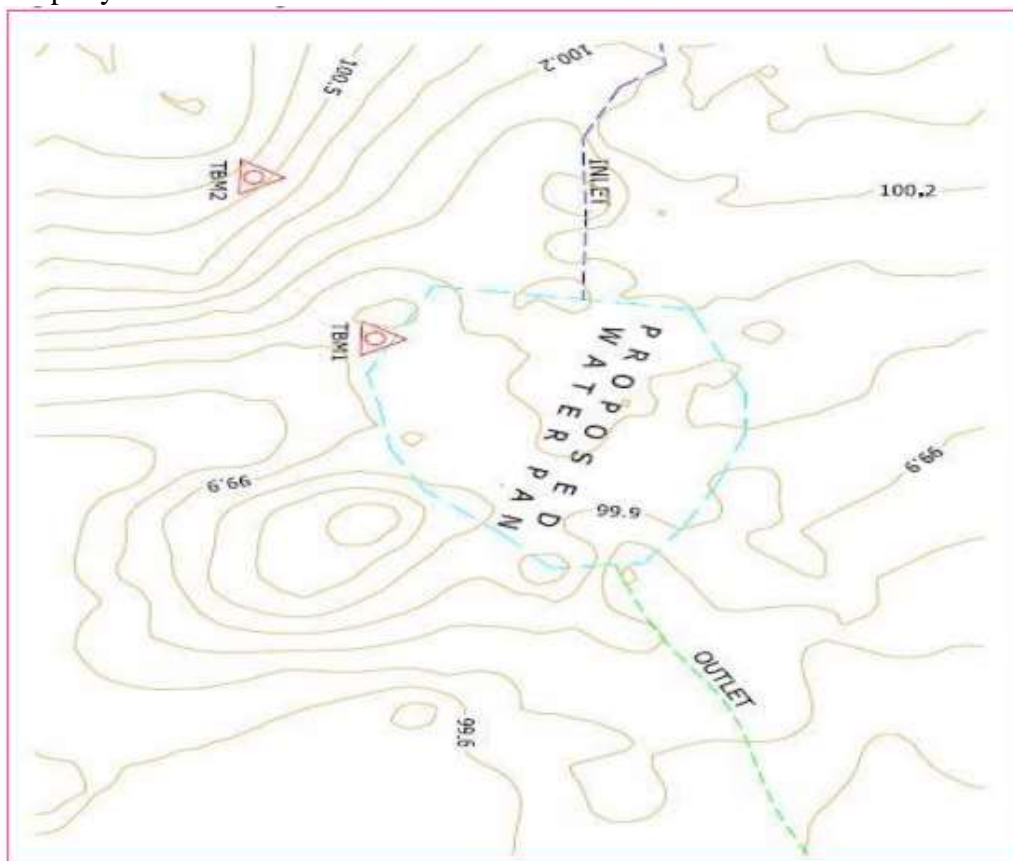 100.5
100.2
TBM2
INLET
100.2
TBM1
PROPOSED
WATER PAN
99.9
99.9
99.9
OUTLET
99.6